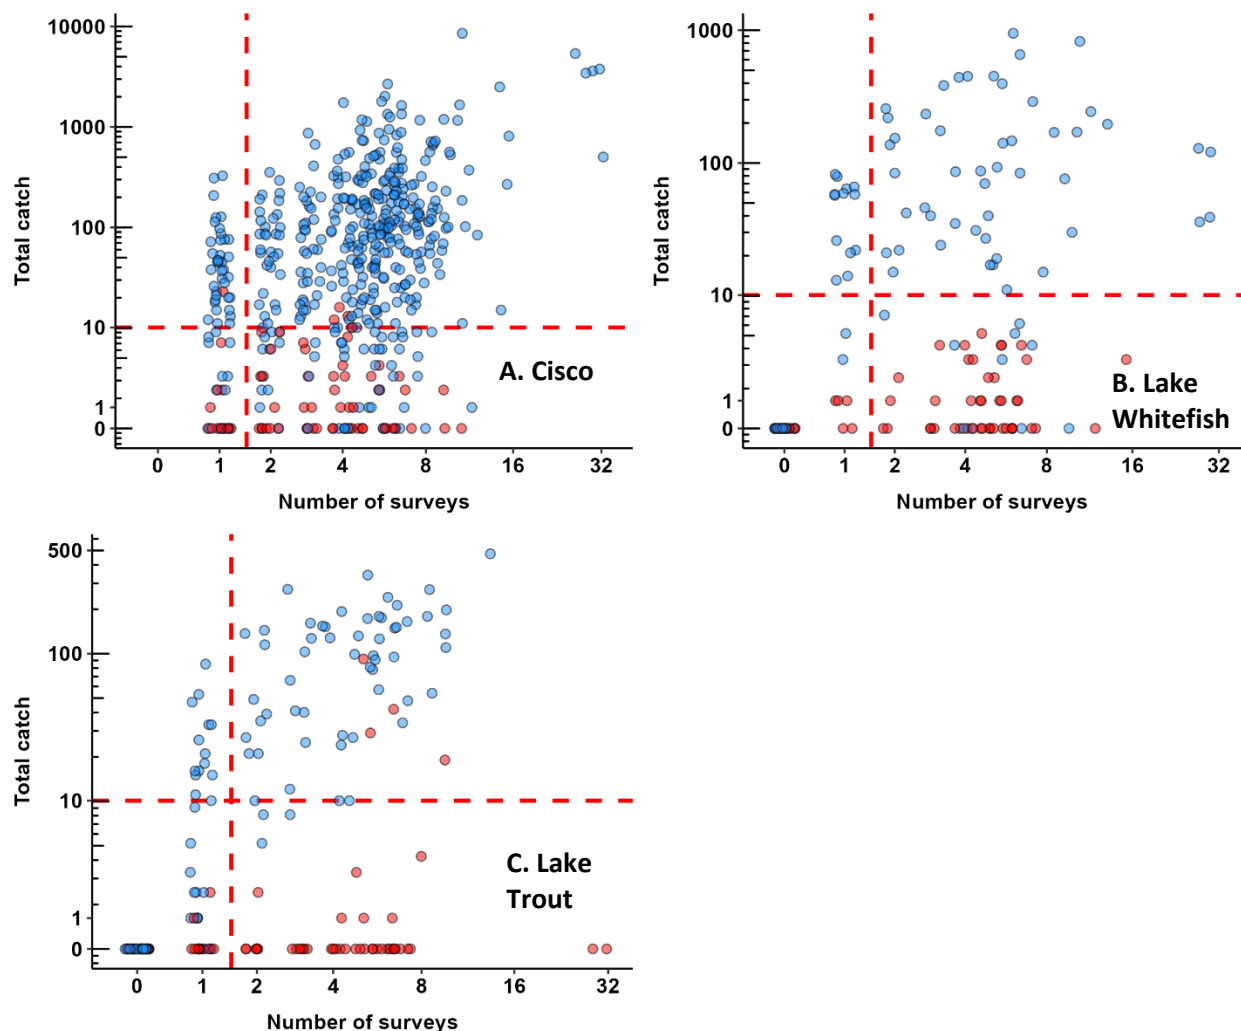 10000
1000
100
10
1
0
Total catch
A. Cisco
0 1 2 4 8 16 32
Number of surveys
1000
100
10
1
0
Total catch
B. Lake
Whitefish
0 1 2 4 8 16 32
Number of surveys
500
100
10
1
0
Total catch
C. Lake
Trout
0 1 2 4 8 16 32
Number of surveys